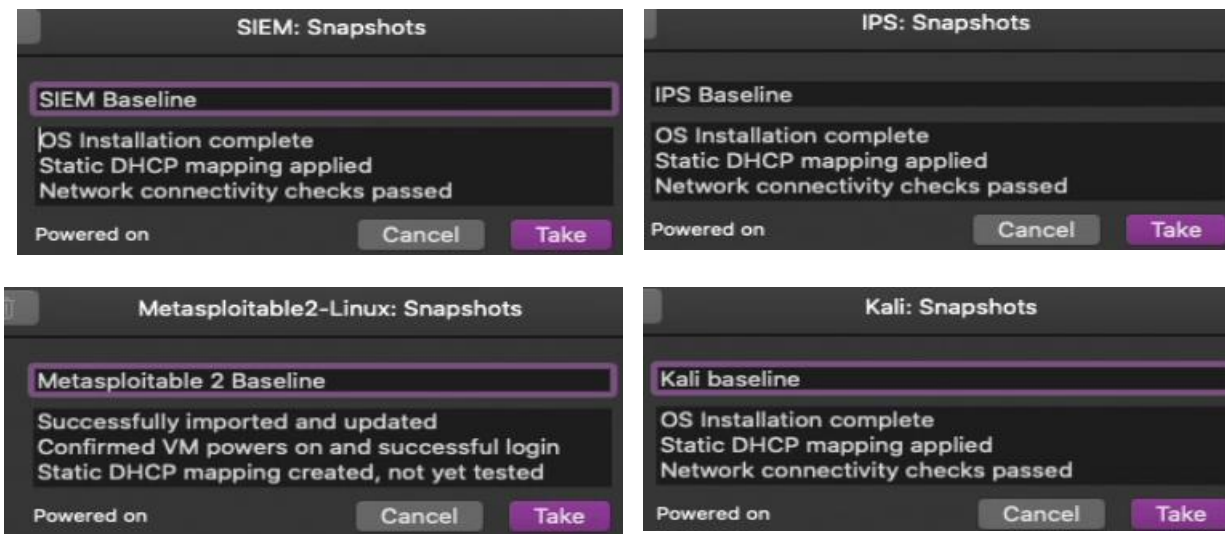 SIEM: Snapshots
SIEM Baseline
OS Installation complete
Static DHCP mapping applied
Network connectivity checks passed
Powered on
Cancel
Take
IPS: Snapshots
IPS Baseline
OS Installation complete
Static DHCP mapping applied
Network connectivity checks passed
Powered on
Cancel
Take
Metasploitable2-Linux: Snapshots
Metasploitable 2 Baseline
Successfully imported and updated
Confirmed VM powers on and successful login
Static DHCP mapping created, not yet tested
Powered on
Cancel
Take
Kali: Snapshots
Kali baseline
OS Installation complete
Static DHCP mapping applied
Network connectivity checks passed
Powered on
Cancel
Take